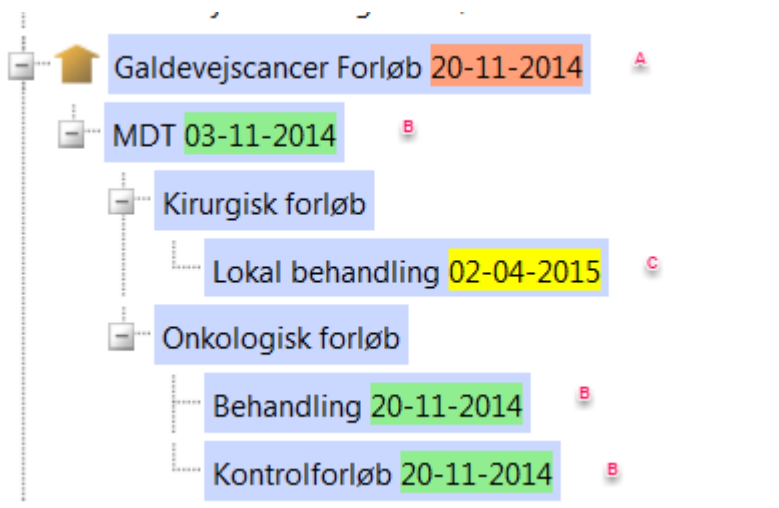 Galdevejscancer Forløb 20-11-2014 A
MDT 03-11-2014 B
Kirurgisk forløb
Lokal behandling 02-04-2015 C
Onkologisk forløb
Behandling 20-11-2014 B
Kontrolforløb 20-11-2014 B